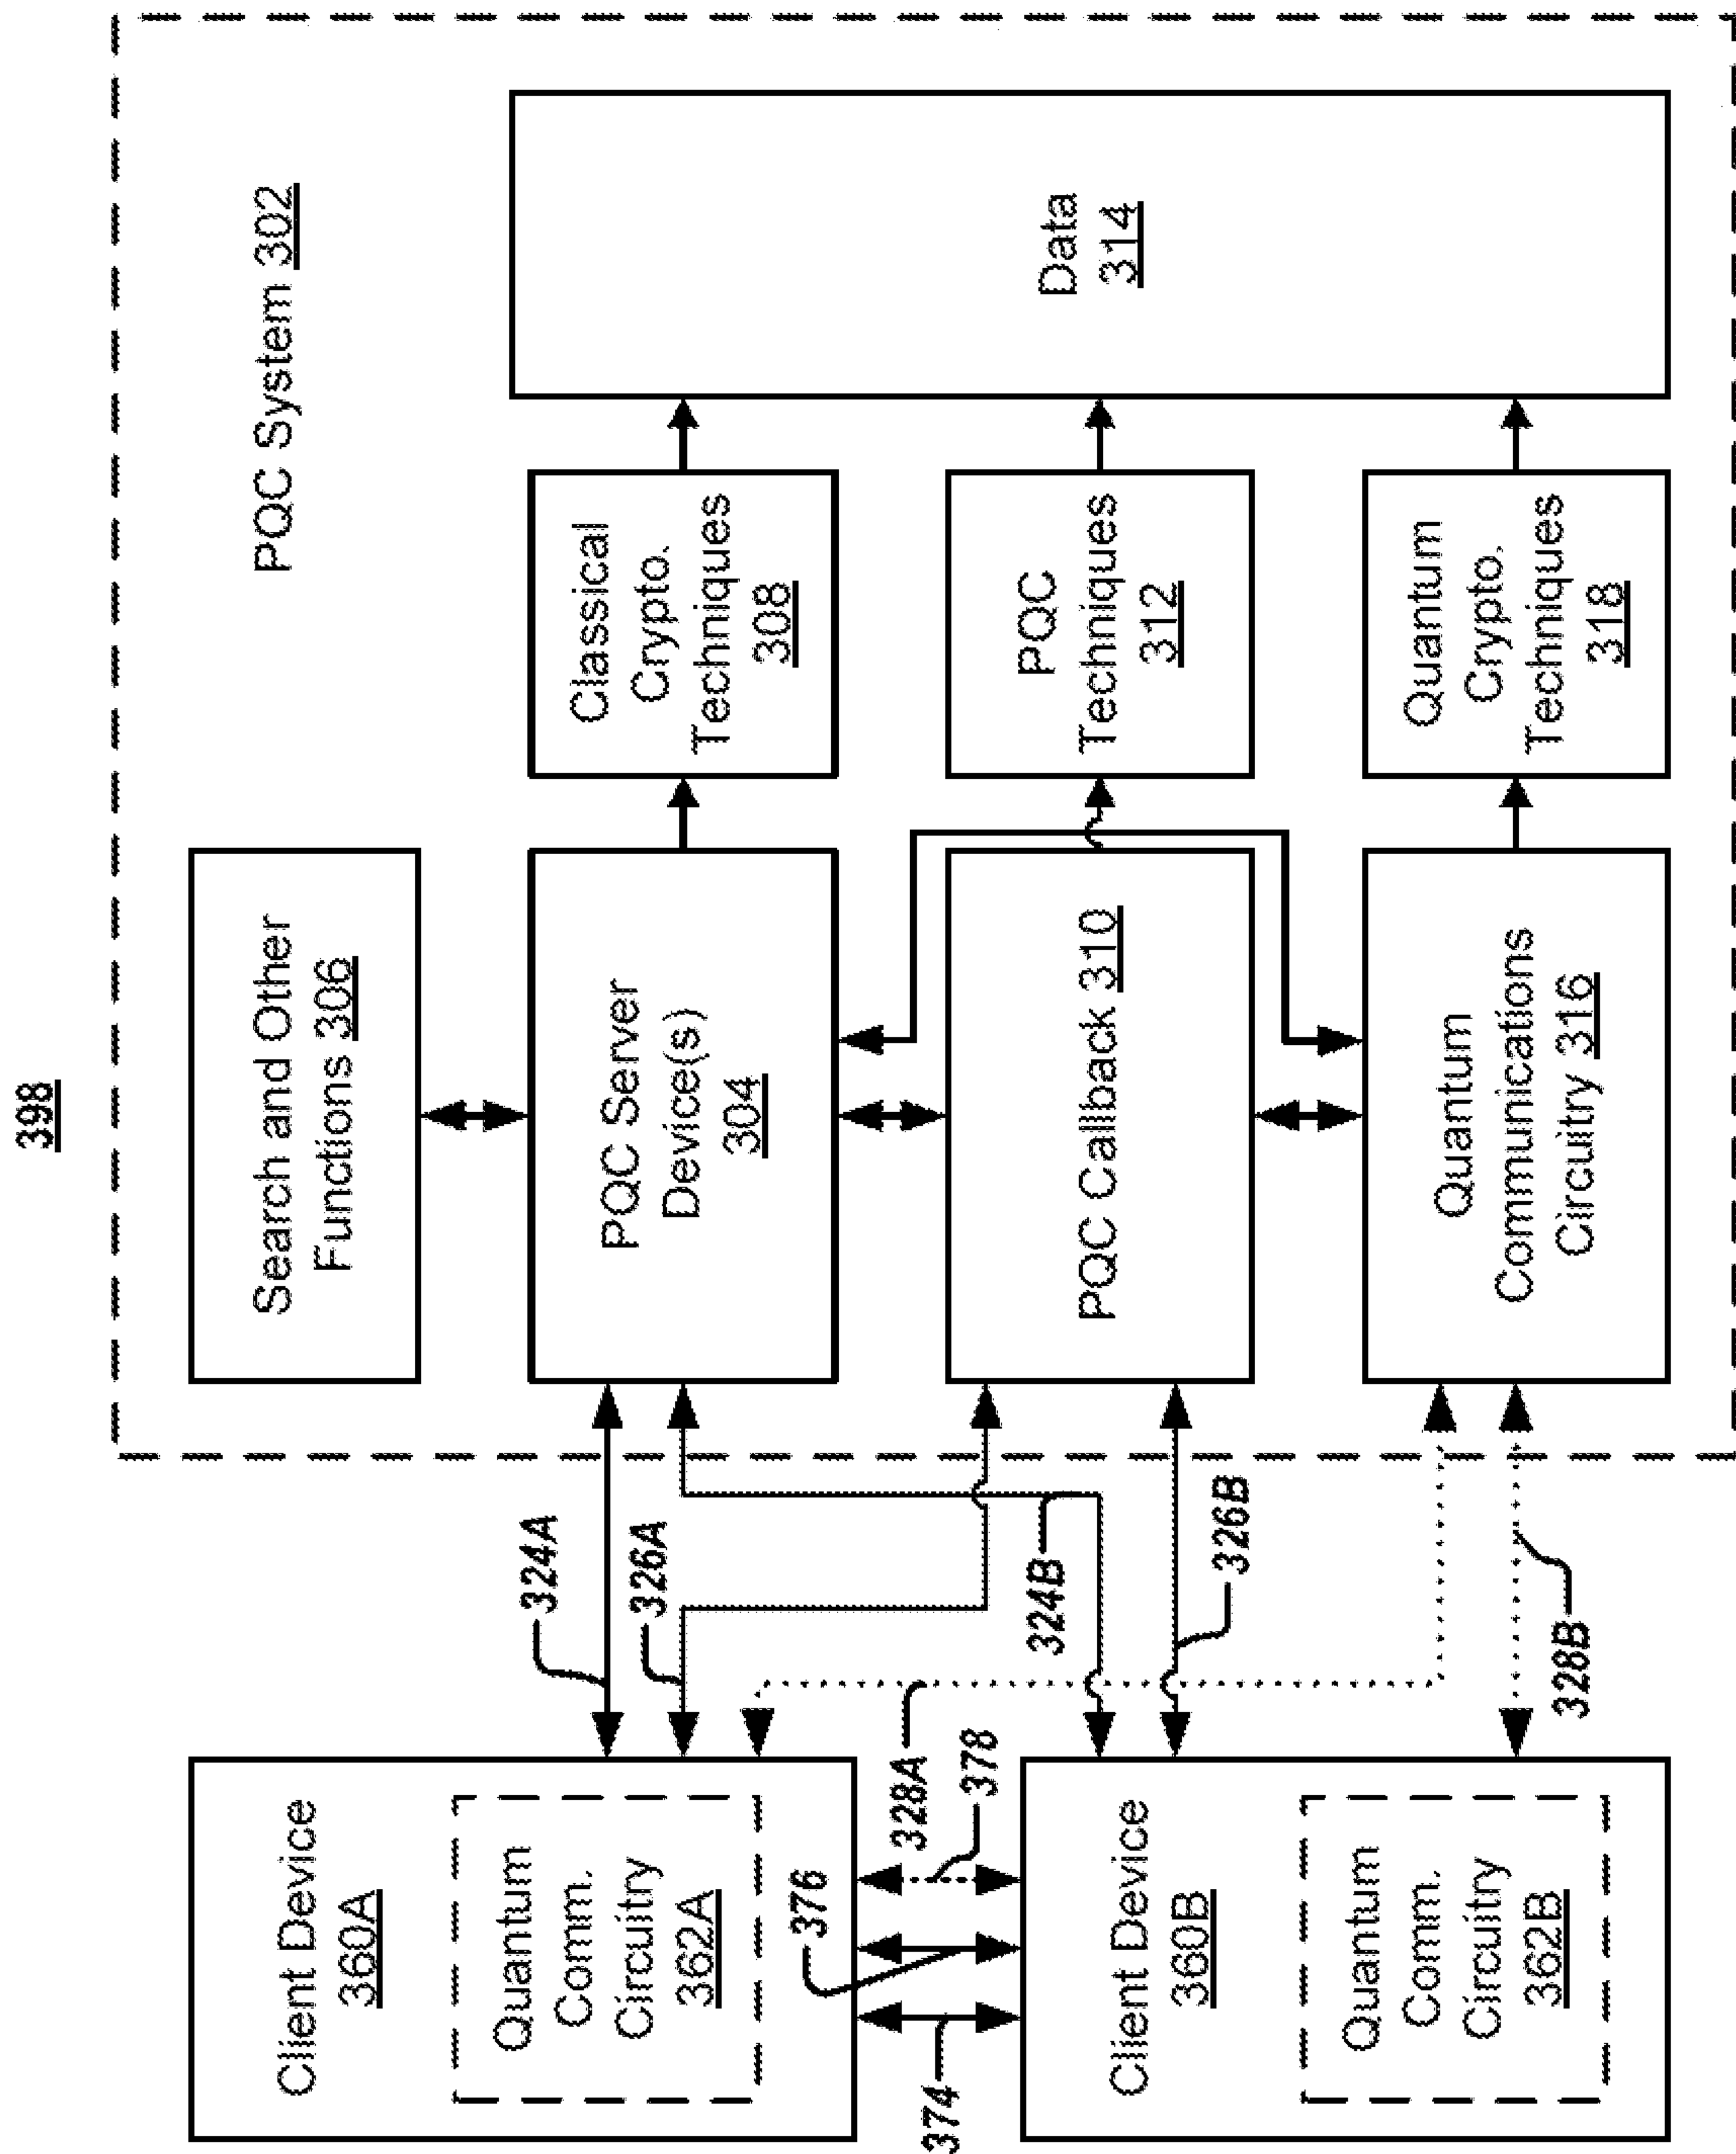 398
PQC System 302
Client Device
360A
Quantum
Comm.
Circuitry
362A
324A
326A
328A
Search and Other
Functions 306
PQC Server
Device(s)
304
Classical
Crypto.
Techniques
308
Data
314
374
376
378
324B
326B
328B
PQC Callback 310
PQC
Techniques
312
Client Device
360B
Quantum
Comm.
Circuitry
362B
Quantum
Communications
Circuitry 316
Quantum
Crypto.
Techniques
318